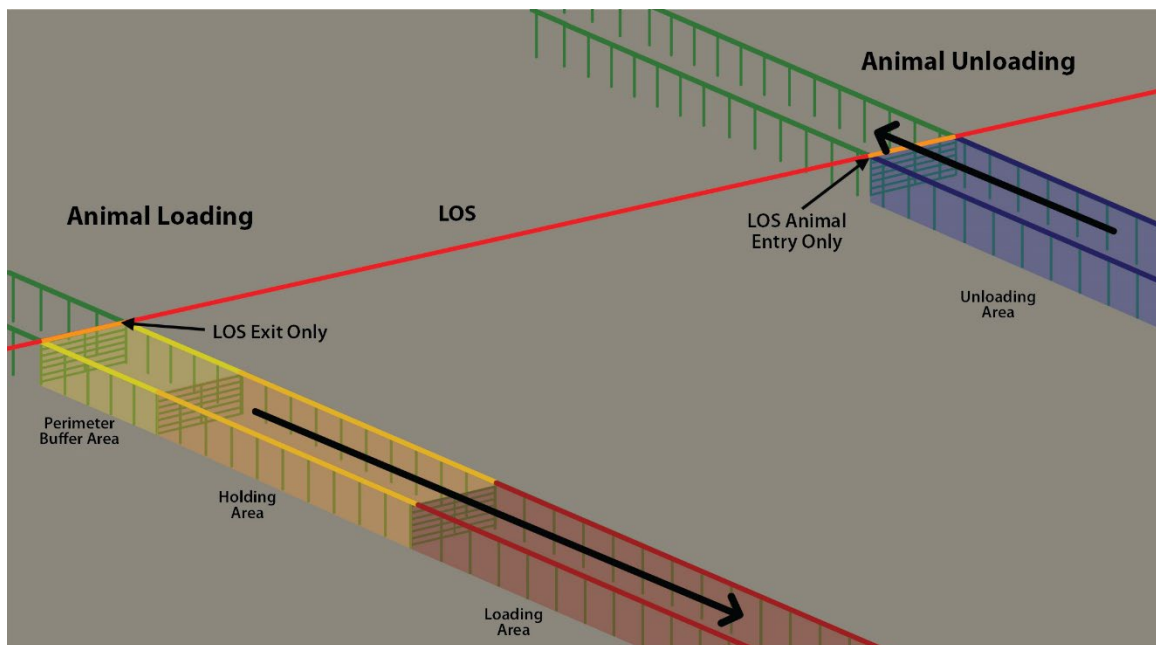 Animal Unloading
Animal Loading
LOS
LOS Animal
Entry Only
Unloading
Area
LOS Exit Only
Perimeter
Buffer Area
Holding
Area
Loading
Area